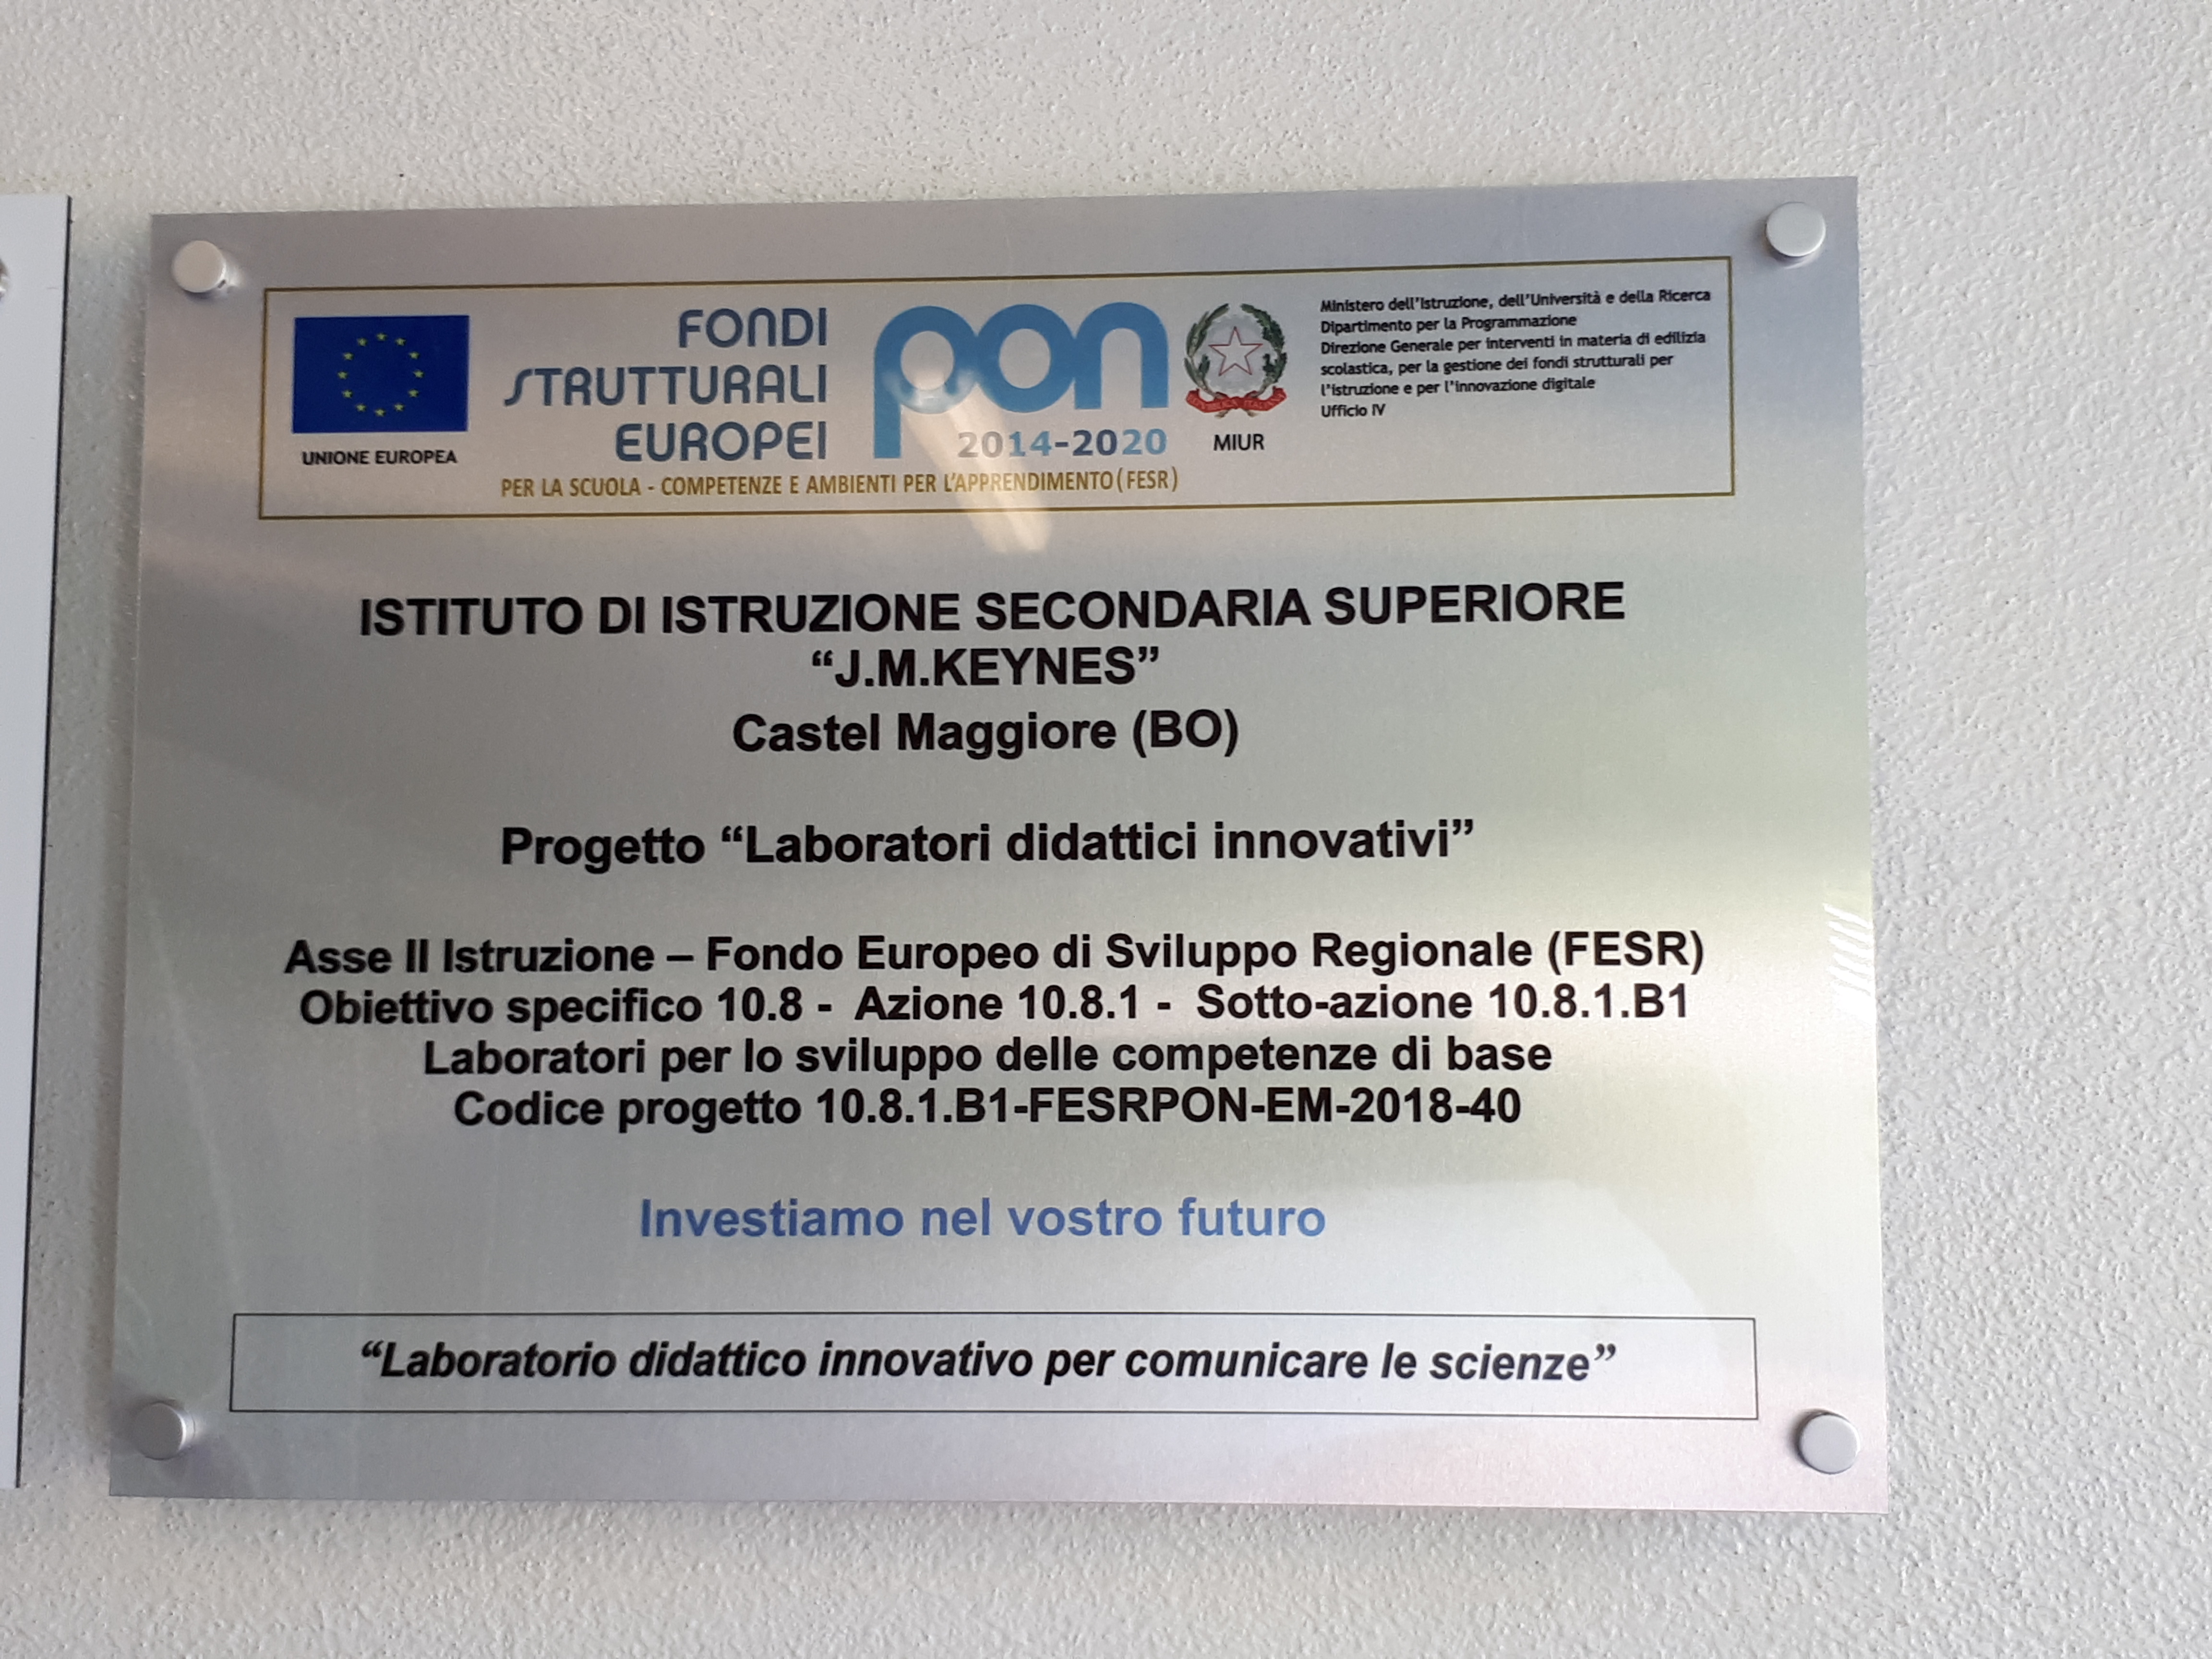 UNIONE EUROPEA
FONDI
STRUTTURALI
EUROPEI
pon
2014-2020
PER LA SCUOLA - COMPETENZE E AMBIENTI PER L'APPRENDIMENTO (FESR)
REPVBBLICA ITALIANA
MIUR
Ministero dell'Istruzione, dell'Università e della Ricerca
Dipartimento per la Programmazione
Direzione Generale per interventi in materia di edilizia
scolastica, per la gestione dei fondi strutturali per
l'istruzione e per l'innovazione digitale
Ufficio IV
ISTITUTO DI ISTRUZIONE SECONDARIA SUPERIORE
“J.M.KEYNES”
Castel Maggiore (BO)
Progetto “Laboratori didattici innovativi”
Asse II Istruzione – Fondo Europeo di Sviluppo Regionale (FESR)
Obiettivo specifico 10.8 - Azione 10.8.1 - Sotto-azione 10.8.1.B1
Laboratori per lo sviluppo delle competenze di base
Codice progetto 10.8.1.B1-FESRPON-EM-2018-40
Investiamo nel vostro futuro
“Laboratorio didattico innovativo per comunicare le scienze”